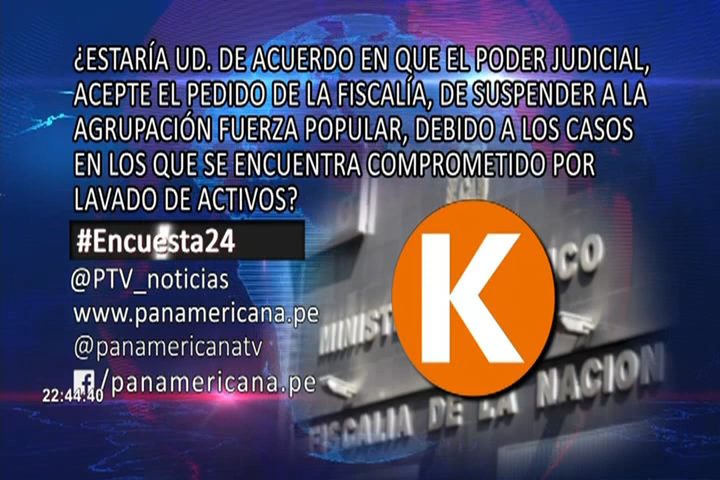 ¿ESTARÍA UD. DE ACUERDO EN QUE EL PODER JUDICIAL,
ACEPTE EL PEDIDO DE LA FISCALÍA, DE SUSPENDER A LA
AGRUPACIÓN FUERZA POPULAR, DEBIDO A LOS CASOS
EN LOS QUE SE ENCUENTRA COMPROMETIDO POR
LAVADO DE ACTIVOS?
#Encuesta24
@PTV_noticias
www.panamericana.pe
@panamericanatv
f/panamericana.pe
22:44:40
K
MINIST
CO
FISCALIA DE LA NACION